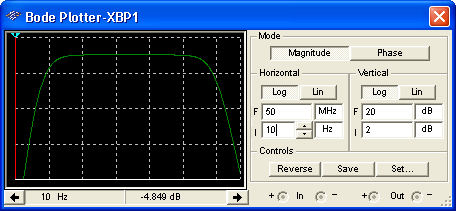 Bode Plotter-XBP1
Mode
Magnitude Phase
Horizontal Vertical
Log Lin Log Lin
F 50 MHz F 20 dB
I 10 Hz I 2 dB
Controls
Reverse Save Set...
10 Hz -4.849 dB
+ In - + Out -